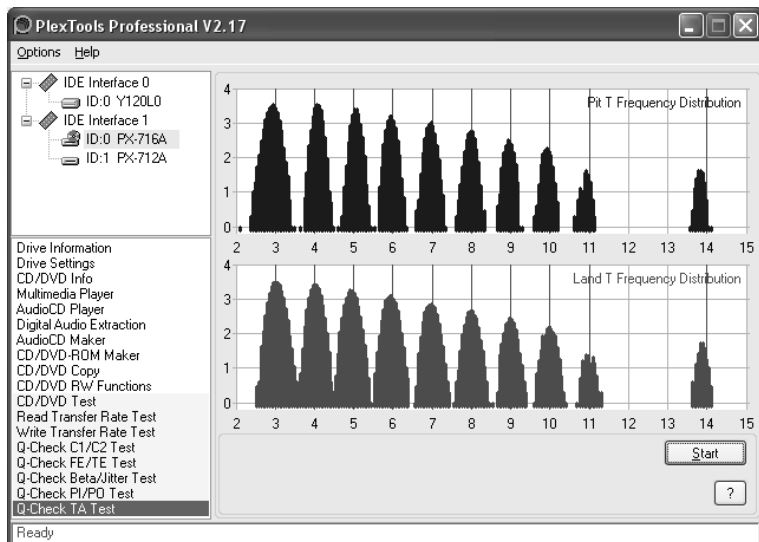 PlexTools Professional V2.17
Options Help
IDE Interface 0
ID:0 Y120L0
IDE Interface 1
ID:0 PX-716A
ID:1 PX-712A
Drive Information
Drive Settings
CD/DVD Info
Multimedia Player
AudioCD Player
Digital Audio Extraction
AudioCD Maker
CD/DVD-ROM Maker
CD/DVD Copy
CD/DVD RW Functions
CD/DVD Test
Read Transfer Rate Test
Write Transfer Rate Test
Q-Check C1/C2 Test
Q-Check FE/TE Test
Q-Check Beta/Jitter Test
Q-Check PI/PO Test
Q-Check TA Test
Pit T Frequency Distribution
4
3
2
1
0
2 3 4 5 6 7 8 9 10 11 12 13 14 15
Land T Frequency Distribution
4
3
2
1
0
2 3 4 5 6 7 8 9 10 11 12 13 14 15
Start
?
Ready